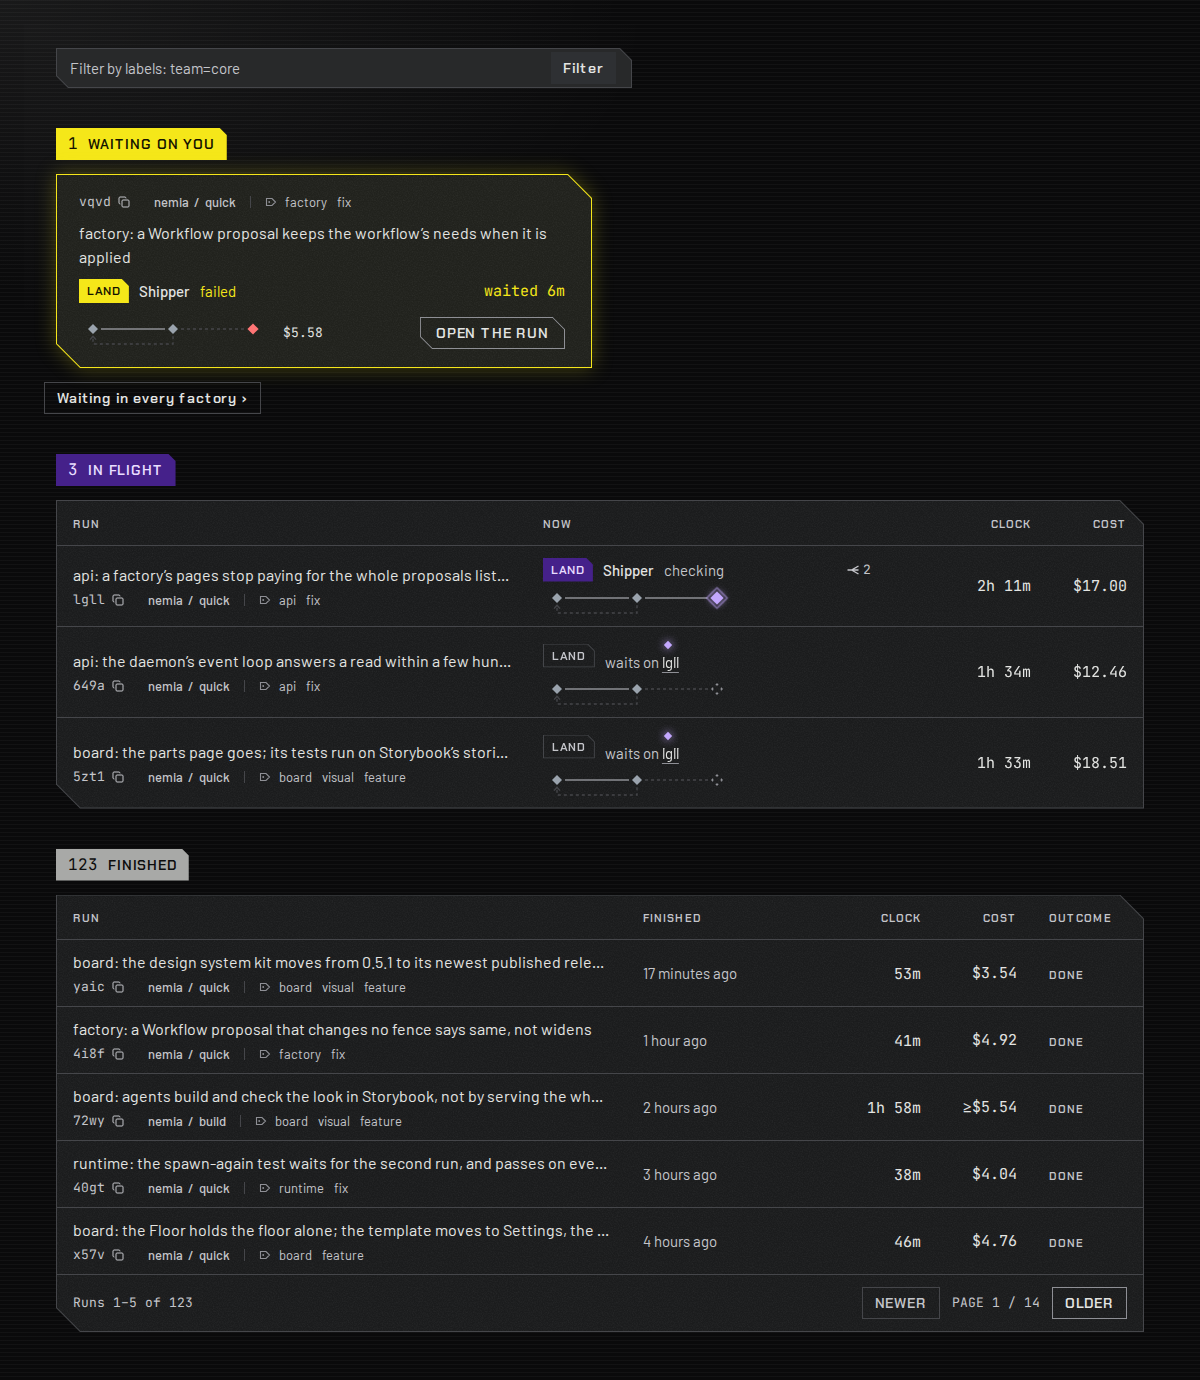 Filter by labels: team=core
Filter
1 WAITING ON YOU
vqvd nemla / quick factory fix
factory: a Workflow proposal keeps the workflow's needs when it is
applied
LAND Shipper failed waited 6m
$5.58 OPEN THE RUN
Waiting in every factory ›
3 IN FLIGHT
RUN NOW CLOCK COST
api: a factory's pages stop paying for the whole proposals list...
lgll nemla / quick api fix
LAND Shipper checking 2
2h 11m $17.00
api: the daemon's event loop answers a read within a few hun...
649a nemla / quick api fix
LAND waits on lgll
1h 34m $12.46
board: the parts page goes; its tests run on Storybook's stori...
5zt1 nemla / quick board visual feature
LAND waits on lgll
1h 33m $18.51
123 FINISHED
RUN FINISHED CLOCK COST OUTCOME
board: the design system kit moves from 0.5.1 to its newest published rele...
yaic nemla / quick board visual feature
17 minutes ago 53m $3.54 DONE
factory: a Workflow proposal that changes no fence says same, not widens
4i8f nemla / quick factory fix
1 hour ago 41m $4.92 DONE
board: agents build and check the look in Storybook, not by serving the wh...
72wy nemla / build board visual feature
2 hours ago 1h 58m ≥$5.54 DONE
runtime: the spawn-again test waits for the second run, and passes on eve...
40gt nemla / quick runtime fix
3 hours ago 38m $4.04 DONE
board: the Floor holds the floor alone; the template moves to Settings, the ...
x57v nemla / quick board feature
4 hours ago 46m $4.76 DONE
Runs 1–5 of 123 NEWER PAGE 1 / 14 OLDER